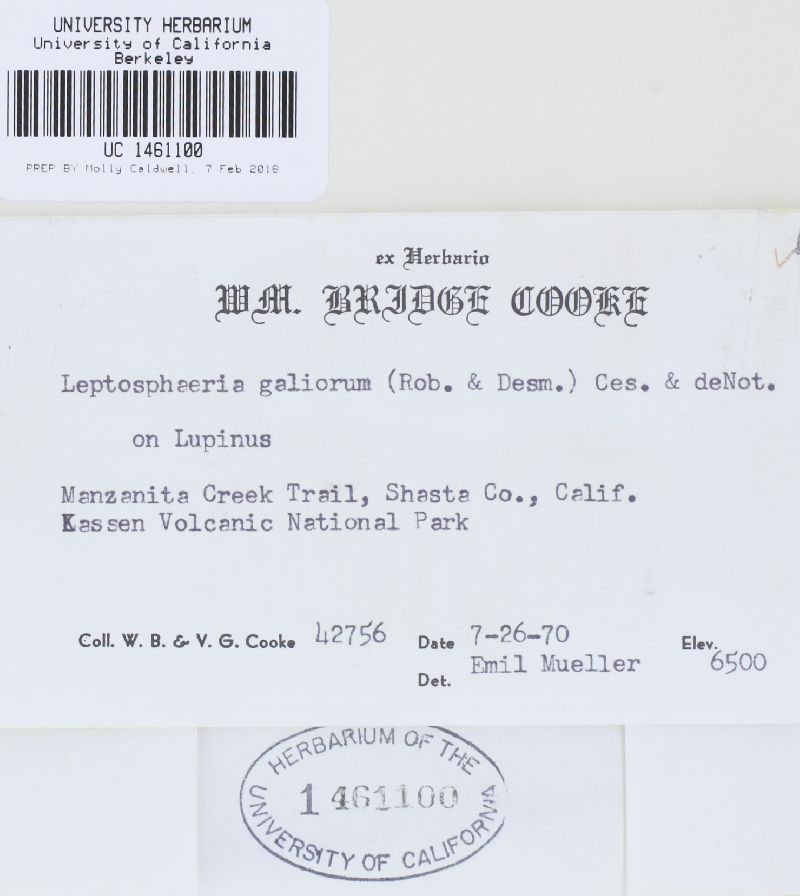 UNIVERSITY HERBARIUM
University of California
Berkeley
UC 1461100
PREP BY Molly Caldwell, 7 Feb 2018
ex Herbario
WM. BRIDGE COOKE
Leptosphaeria galiorum (Rob. & Desm.) Ces. & deNot.
on Lupinus
Manzanita Creek Trail, Shasta Co., Calif.
Kassen Volcanic National Park
Coll. W. B. & V. G. Cooke 42756 Date 7-26-70 Elev. 6500
Det. Emil Mueller
HERBARIUM OF THE
1461100
UNIVERSITY OF CALIFORNIA